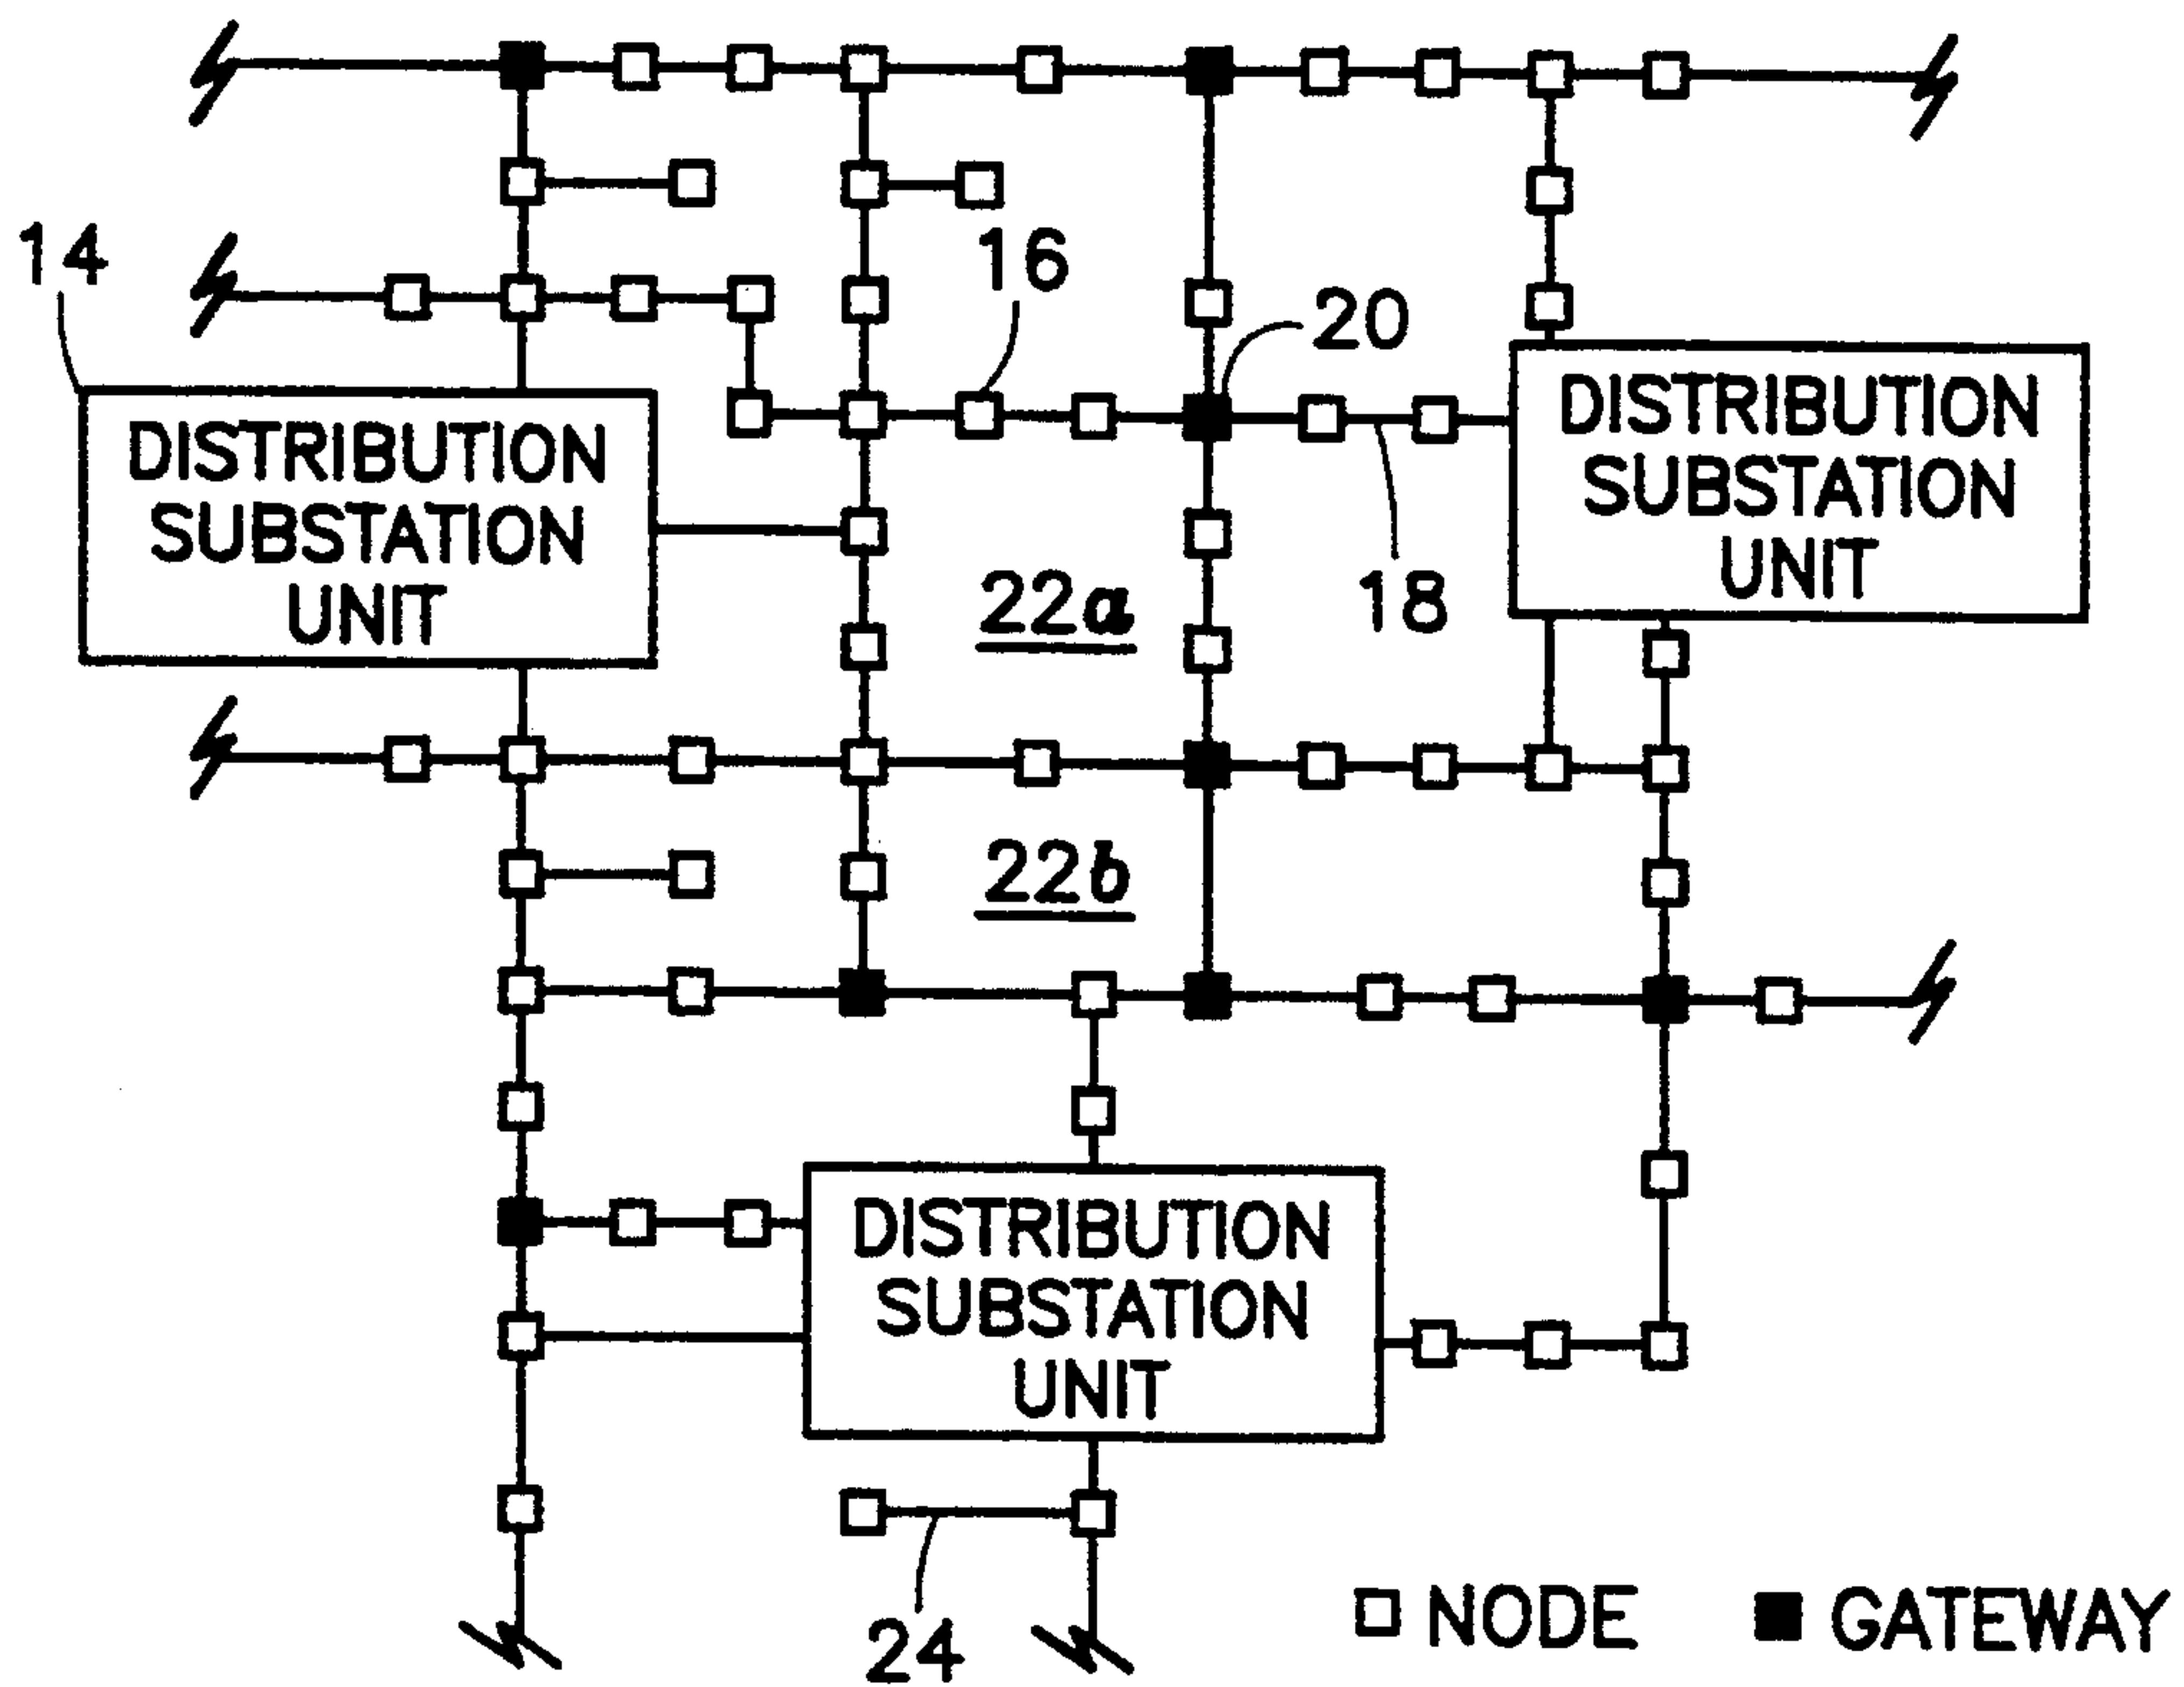 14
16
20
DISTRIBUTION
SUBSTATION
UNIT
DISTRIBUTION
SUBSTATION
UNIT
22a
18
22b
DISTRIBUTION
SUBSTATION
UNIT
24
NODE
GATEWAY